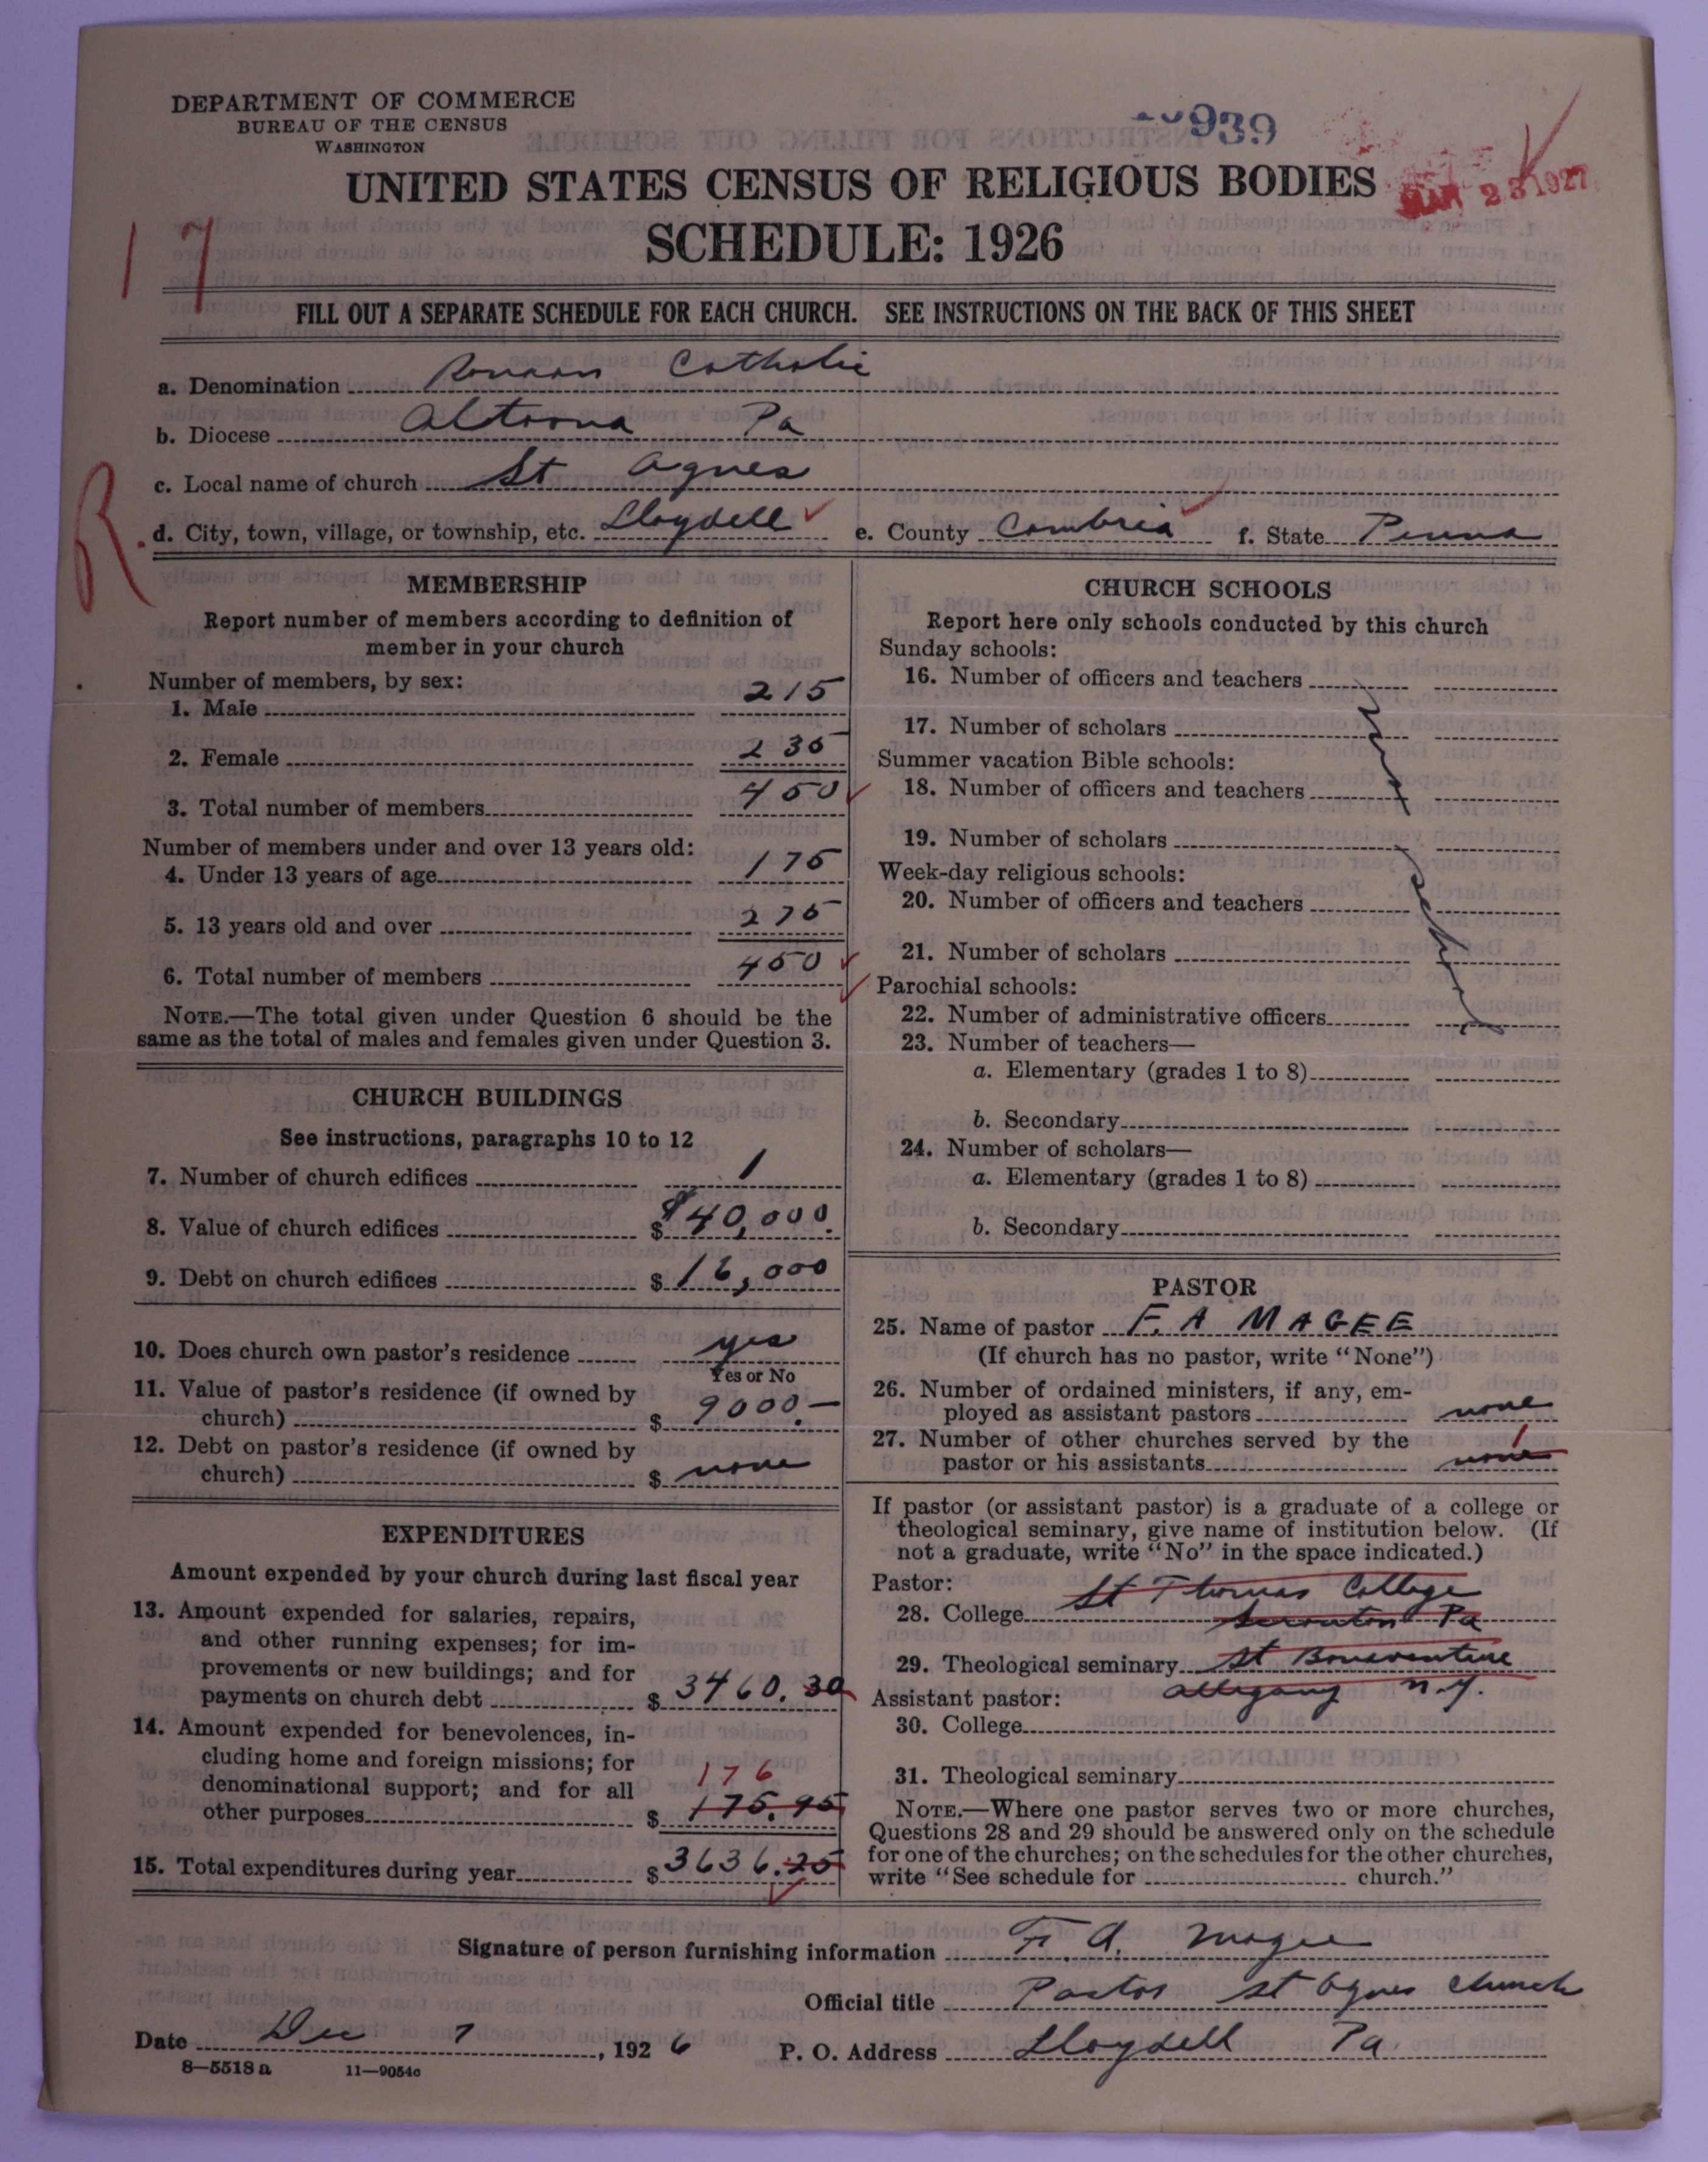 DEPARTMENT OF COMMERCE
BUREAU OF THE CENSUS
WASHINGTON
939
MAR 23 1927
UNITED STATES CENSUS OF RELIGIOUS BODIES
SCHEDULE: 1926
17
FILL OUT A SEPARATE SCHEDULE FOR EACH CHURCH. SEE INSTRUCTIONS ON THE BACK OF THIS SHEET
a. Denomination Roman Catholic
b. Diocese Altoona Pa
c. Local name of church St Agnes
R
d. City, town, village, or township, etc. Lloydell e. County Cambria f. State Penna
MEMBERSHIP
Report number of members according to definition of
member in your church
Number of members, by sex:
1. Male 215
2. Female 235
3. Total number of members 450
Number of members under and over 13 years old:
4. Under 13 years of age 175
5. 13 years old and over 275
6. Total number of members 450
NOTE.—The total given under Question 6 should be the
same as the total of males and females given under Question 3.
CHURCH BUILDINGS
See instructions, paragraphs 10 to 12
7. Number of church edifices 1
8. Value of church edifices $ $40,000.
9. Debt on church edifices $ 16,000
10. Does church own pastor's residence yes
Yes or No
11. Value of pastor's residence (if owned by
church) $ 9000.—
12. Debt on pastor's residence (if owned by
church) $ none
EXPENDITURES
Amount expended by your church during last fiscal year
13. Amount expended for salaries, repairs,
and other running expenses; for im-
provements or new buildings; and for
payments on church debt $ 3460.30
14. Amount expended for benevolences, in-
cluding home and foreign missions; for
denominational support; and for all
176
other purposes $ 175.95
15. Total expenditures during year $ 3636.25
CHURCH SCHOOLS
Report here only schools conducted by this church
Sunday schools:
16. Number of officers and teachers
17. Number of scholars
Summer vacation Bible schools:
18. Number of officers and teachers
19. Number of scholars
Week-day religious schools:
20. Number of officers and teachers
21. Number of scholars
Parochial schools:
22. Number of administrative officers
23. Number of teachers—
a. Elementary (grades 1 to 8)
b. Secondary
24. Number of scholars—
a. Elementary (grades 1 to 8)
b. Secondary
PASTOR
25. Name of pastor F. A MAGEE
(If church has no pastor, write "None")
26. Number of ordained ministers, if any, em-
ployed as assistant pastors none
27. Number of other churches served by the
1
pastor or his assistants none
If pastor (or assistant pastor) is a graduate of a college or
theological seminary, give name of institution below. (If
not a graduate, write "No" in the space indicated.)
Pastor: St Thomas College
28. College Scranton Pa
29. Theological seminary St Bonaventure
Assistant pastor: Allegany N.Y.
30. College
31. Theological seminary
NOTE.—Where one pastor serves two or more churches,
Questions 28 and 29 should be answered only on the schedule
for one of the churches; on the schedules for the other churches,
write "See schedule for church."
Signature of person furnishing information F. A. Magee
Official title Pastor St Agnes Church
Date Dec 7, 1926 P. O. Address Lloydell Pa.
8—5518 a 11—9054c